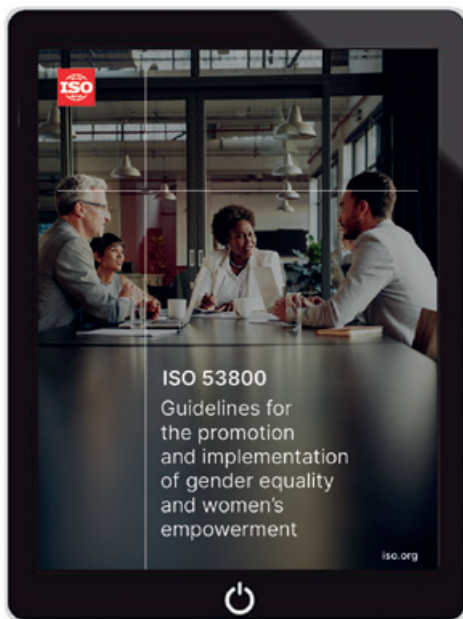 ISO
ISO 53800
Guidelines for
the promotion
and implementation
of gender equality
and women's
empowerment
iso.org